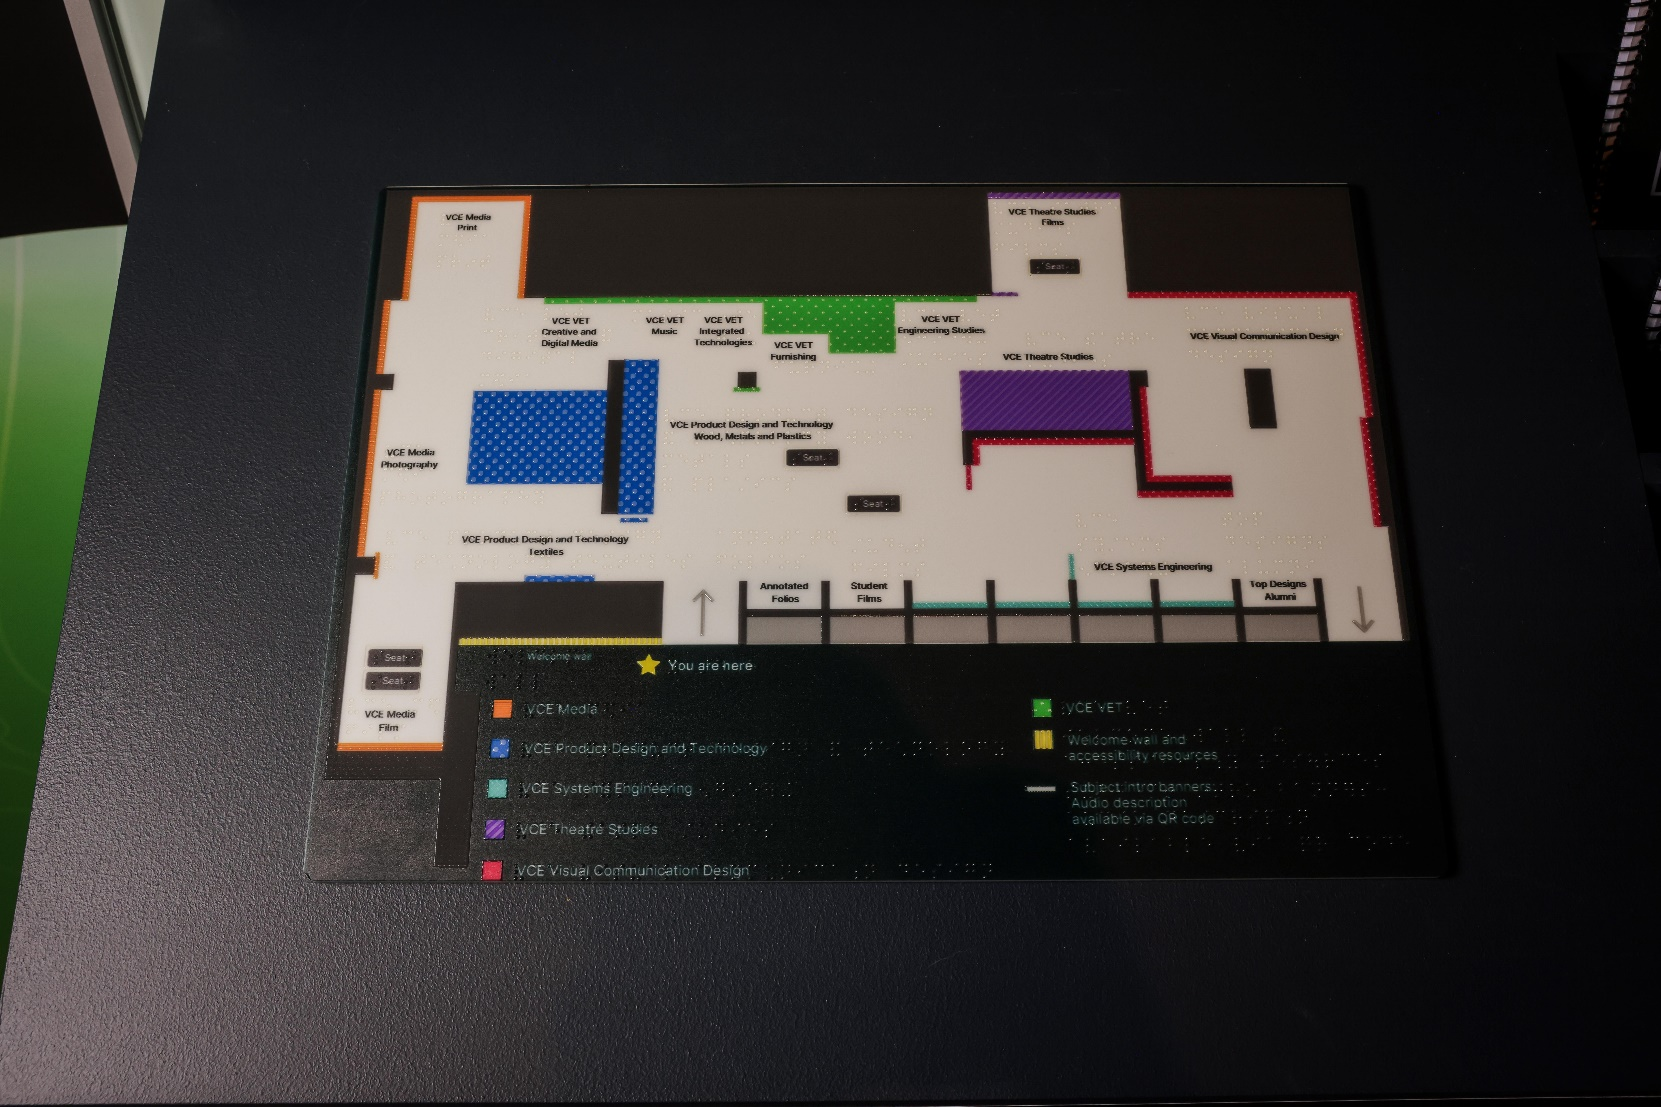 VCE Media
Print
VCE Theatre Studies
Films
Seat
VCE VET
Creative and
Digital Media
VCE VET
Music
VCE VET
Integrated
Technologies
VCE VET
Furnishing
VCE VET
Engineering Studies
VCE Theatre Studies
VCE Visual Communication Design
VCE Media
Photography
VCE Product Design and Technology
Wood, Metals and Plastics
Seat
Seat
VCE Product Design and Technology
Textiles
VCE Systems Engineering
Annotated
Folios
Student
Films
Top Designs
Alumni
Seat
Seat
VCE Media
Film
Welcome wall
You are here
VCE Media
VCE Product Design and Technology
VCE Systems Engineering
VCE Theatre Studies
VCE Visual Communication Design
VCE VET
Welcome wall and
accessibility resources
Subject intro banners
Audio description
available via QR code